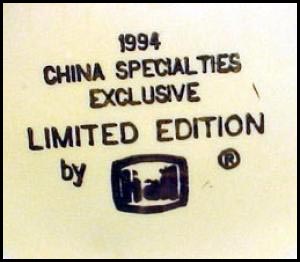 1994
CHINA SPECIALTIES
EXCLUSIVE
LIMITED EDITION
by Hall ®